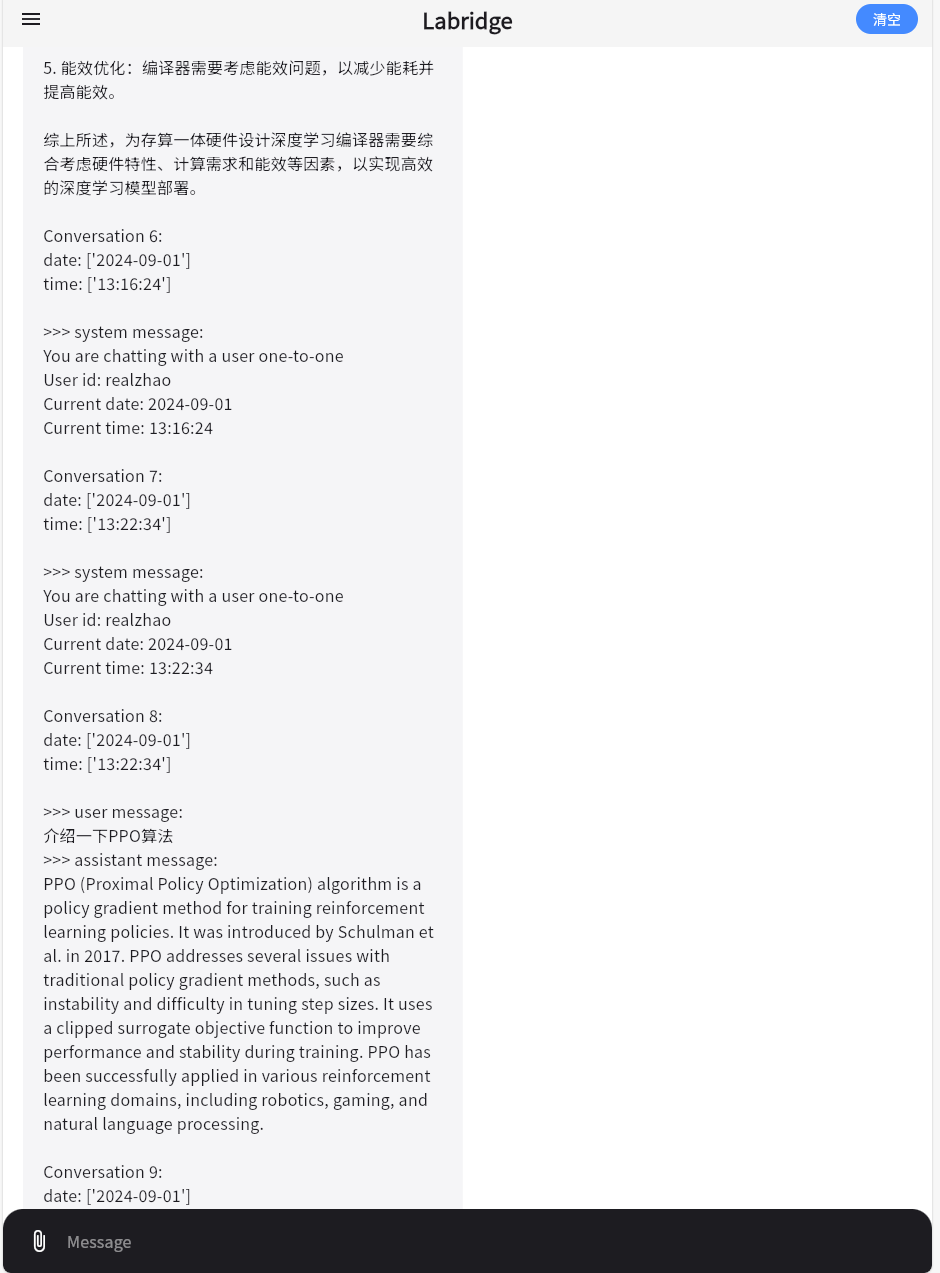 Labridge
清空
5. 能效优化：编译器需要考虑能效问题，以减少能耗并
提高能效。
综上所述，为存算一体硬件设计深度学习编译器需要综
合考虑硬件特性、计算需求和能效等因素，以实现高效
的深度学习模型部署。
Conversation 6:
date: ['2024-09-01']
time: ['13:16:24']
>>> system message:
You are chatting with a user one-to-one
User id: realzhao
Current date: 2024-09-01
Current time: 13:16:24
Conversation 7:
date: ['2024-09-01']
time: ['13:22:34']
>>> system message:
You are chatting with a user one-to-one
User id: realzhao
Current date: 2024-09-01
Current time: 13:22:34
Conversation 8:
date: ['2024-09-01']
time: ['13:22:34']
>>> user message:
介绍一下PPO算法
>>> assistant message:
PPO (Proximal Policy Optimization) algorithm is a
policy gradient method for training reinforcement
learning policies. It was introduced by Schulman et
al. in 2017. PPO addresses several issues with
traditional policy gradient methods, such as
instability and difficulty in tuning step sizes. It uses
a clipped surrogate objective function to improve
performance and stability during training. PPO has
been successfully applied in various reinforcement
learning domains, including robotics, gaming, and
natural language processing.
Conversation 9:
date: ['2024-09-01']
Message